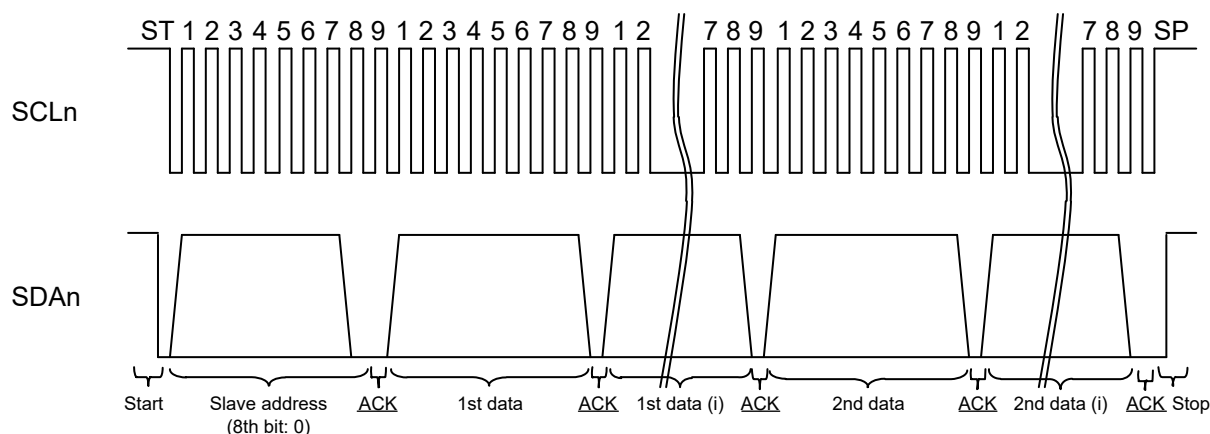 ST 1 2 3 4 5 6 7 8 9 1 2 3 4 5 6 7 8 9 1 2 7 8 9 1 2 3 4 5 6 7 8 9 1 2 7 8 9 SP
SCLn
SDAn
Start Slave address ACK 1st data ACK 1st data (i) ACK 2nd data ACK 2nd data (i) ACK Stop
(8th bit: 0)